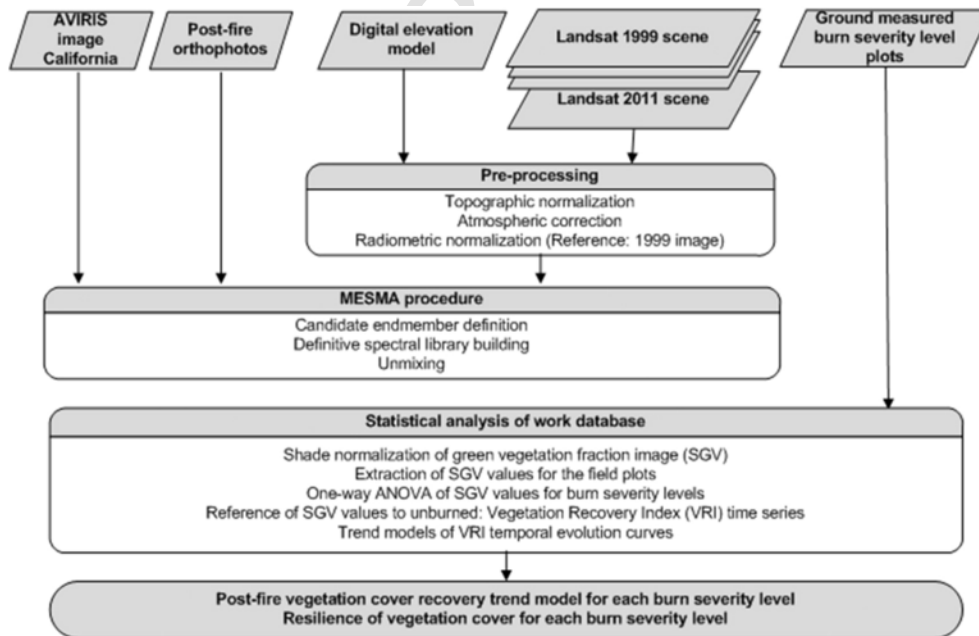 AVIRIS
image
California
Post-fire
orthophotos
Digital elevation
model
Landsat 1999 scene
Landsat 2011 scene
Ground measured
burn severity level
plots
Pre-processing
Topographic normalization
Atmospheric correction
Radiometric normalization (Reference: 1999 image)
MESMA procedure
Candidate endmember definition
Definitive spectral library building
Unmixing
Statistical analysis of work database
Shade normalization of green vegetation fraction image (SGV)
Extraction of SGV values for the field plots
One-way ANOVA of SGV values for burn severity levels
Reference of SGV values to unburned: Vegetation Recovery Index (VRI) time series
Trend models of VRI temporal evolution curves
Post-fire vegetation cover recovery trend model for each burn severity level
Resilience of vegetation cover for each burn severity level